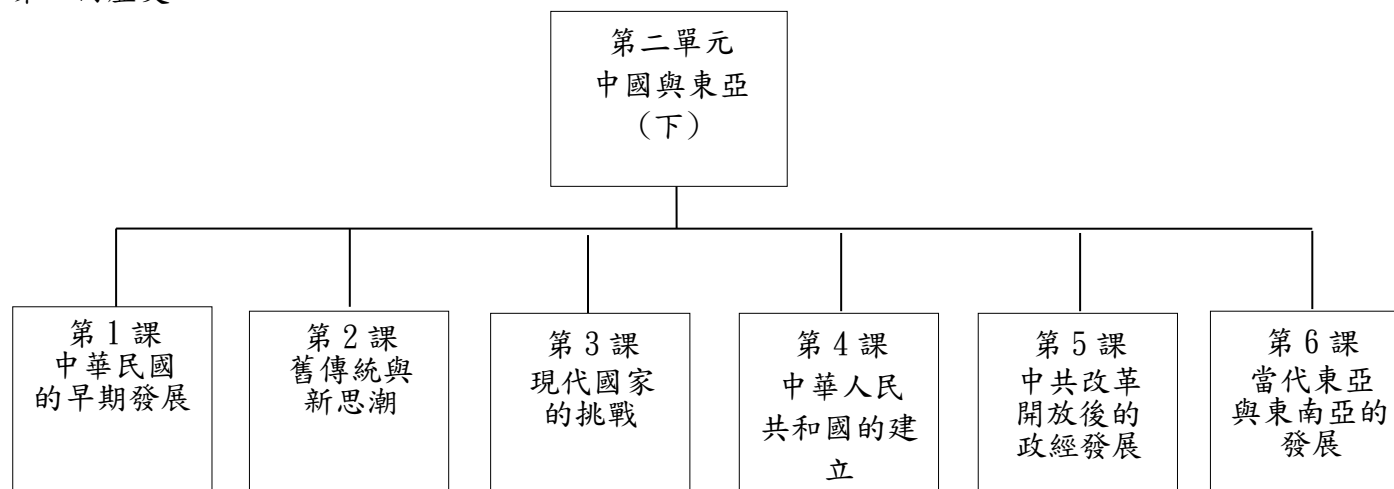 第二單元
中國與東亞
（下）
第 1 課
中華民國
的早期發展
第 2 課
舊傳統與
新思潮
第 3 課
現代國家
的挑戰
第 4 課
中華人民
共和國的建
立
第 5 課
中共改革
開放後的
政經發展
第 6 課
當代東亞
與東南亞的
發展